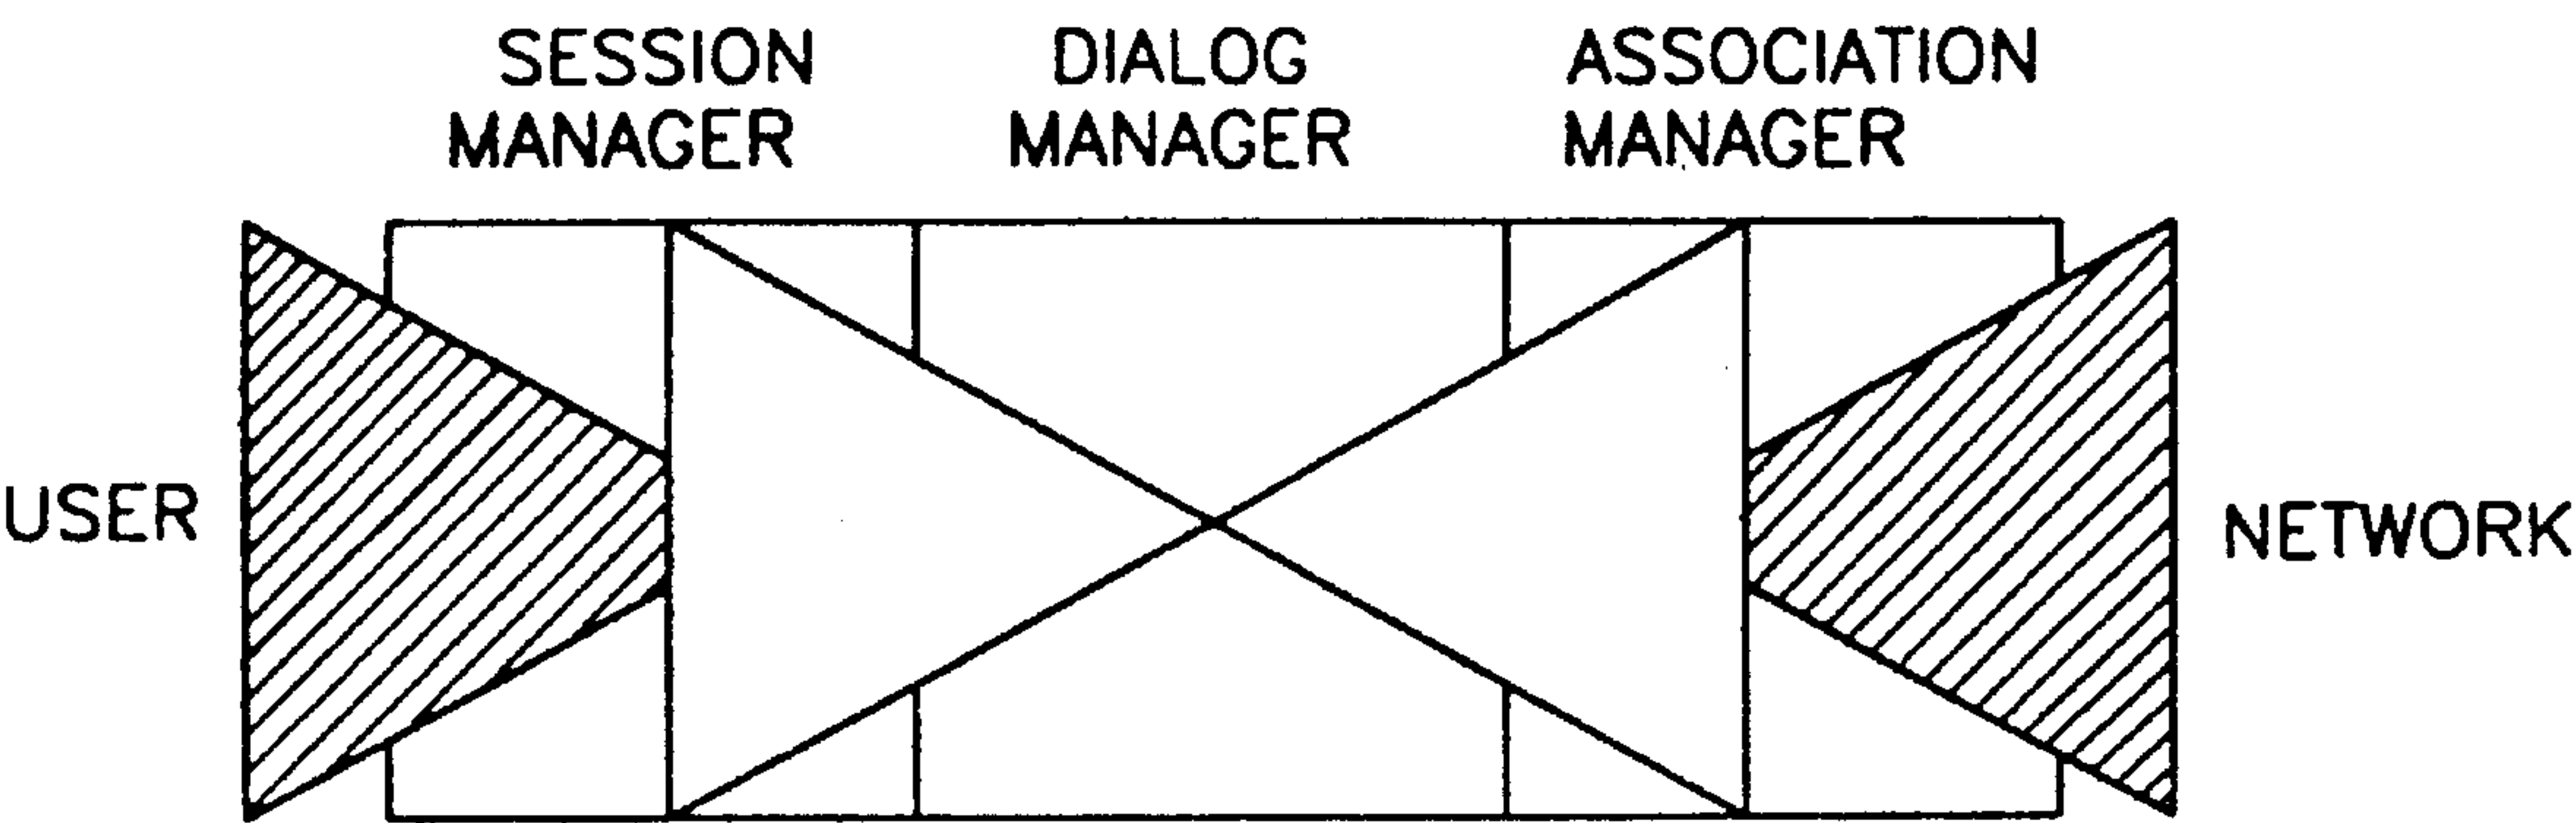 SESSION
MANAGER
DIALOG
MANAGER
ASSOCIATION
MANAGER
USER
NETWORK